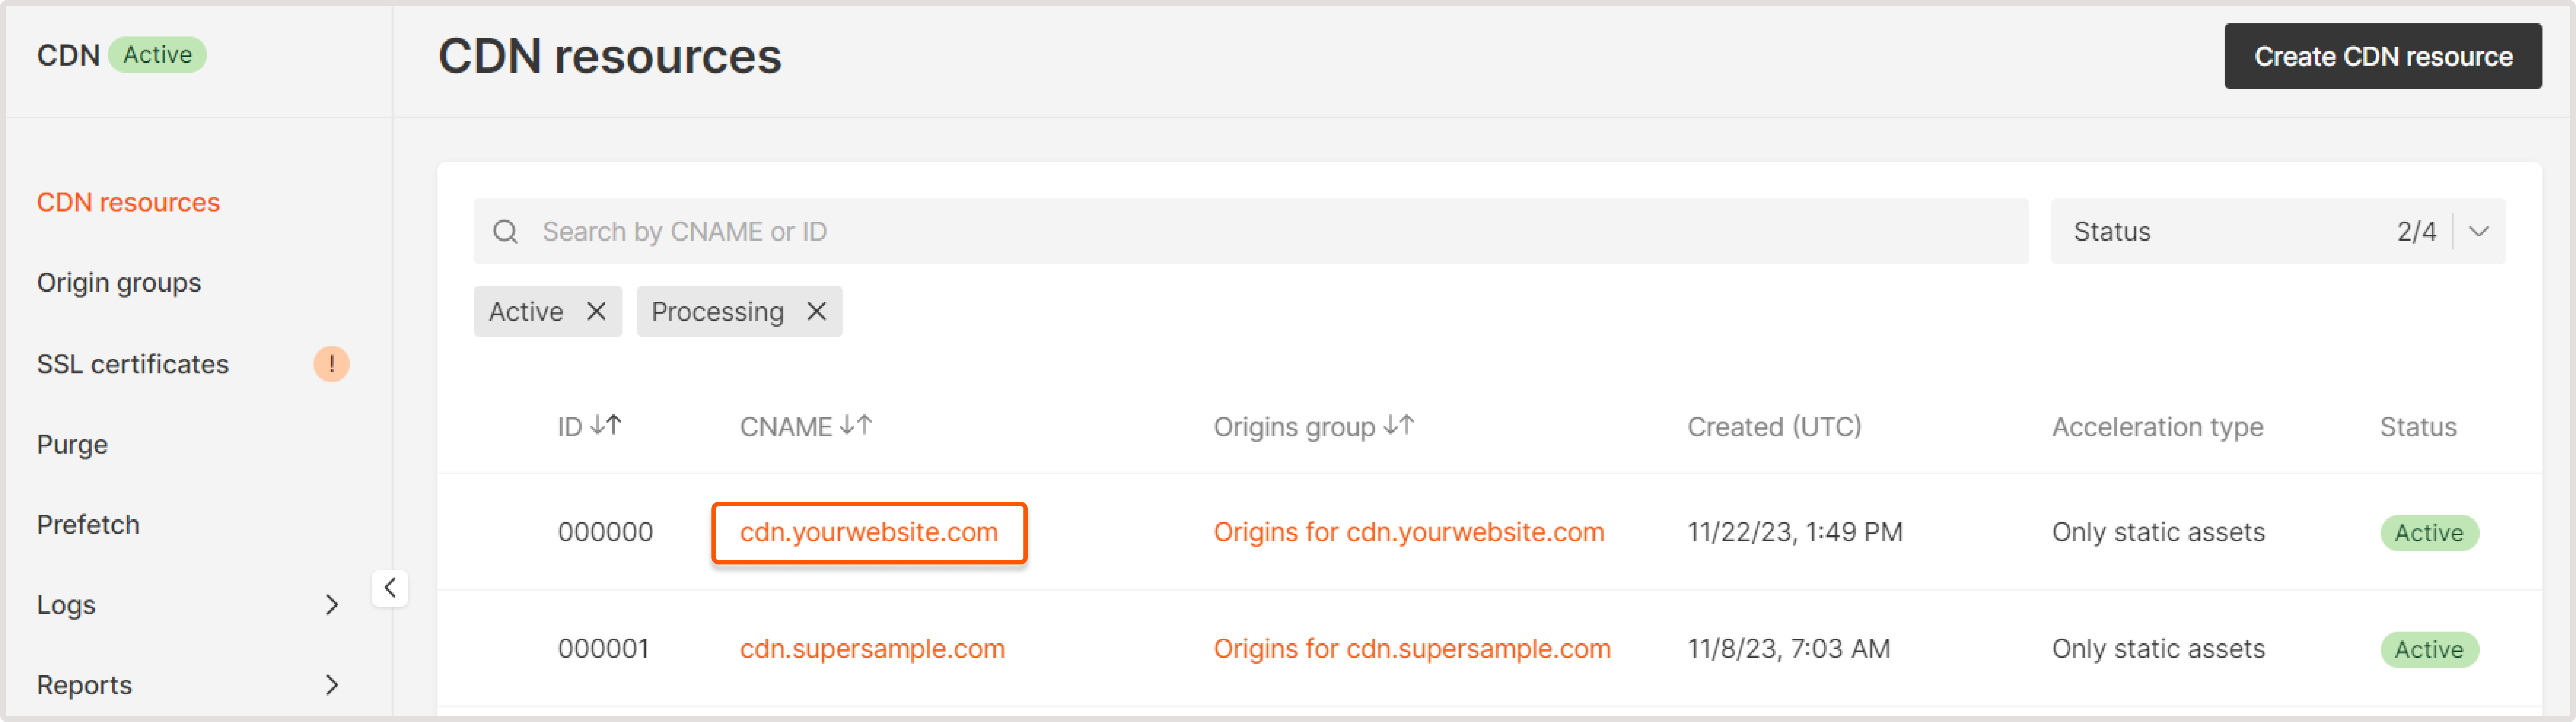 CDN Active
CDN resources
Create CDN resource
CDN resources
Origin groups
SSL certificates !
Purge
Prefetch
Logs
Reports
Search by CNAME or ID
Status 2/4
Active Processing
ID CNAME Origins group Created (UTC) Acceleration type Status
000000 cdn.yourwebsite.com Origins for cdn.yourwebsite.com 11/22/23, 1:49 PM Only static assets Active
000001 cdn.supersample.com Origins for cdn.supersample.com 11/8/23, 7:03 AM Only static assets Active